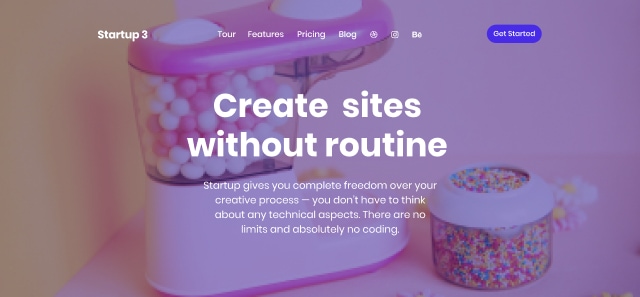 Startup 3
Tour Features Pricing Blog Bē
Get Started
Create sites
without routine
Startup gives you complete freedom over your
creative process — you don't have to think
about any technical aspects. There are no
limits and absolutely no coding.